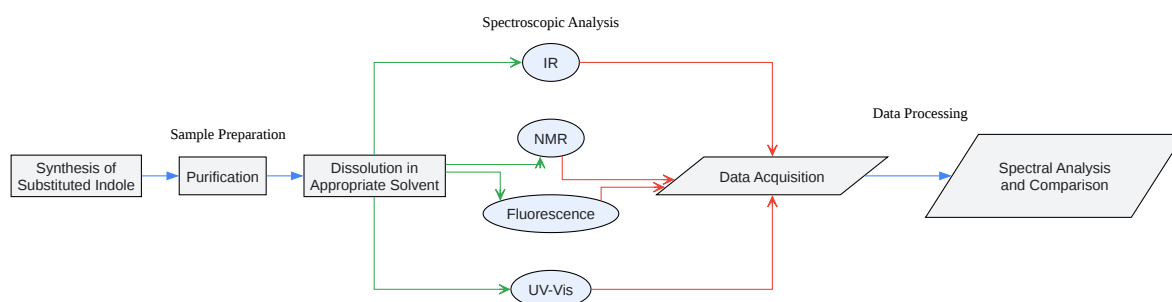 Spectroscopic Analysis
IR
Sample Preparation
NMR
Data Processing
Synthesis of
Substituted Indole
Purification
Dissolution in
Appropriate Solvent
Data Acquisition
Spectral Analysis
and Comparison
Fluorescence
UV-Vis